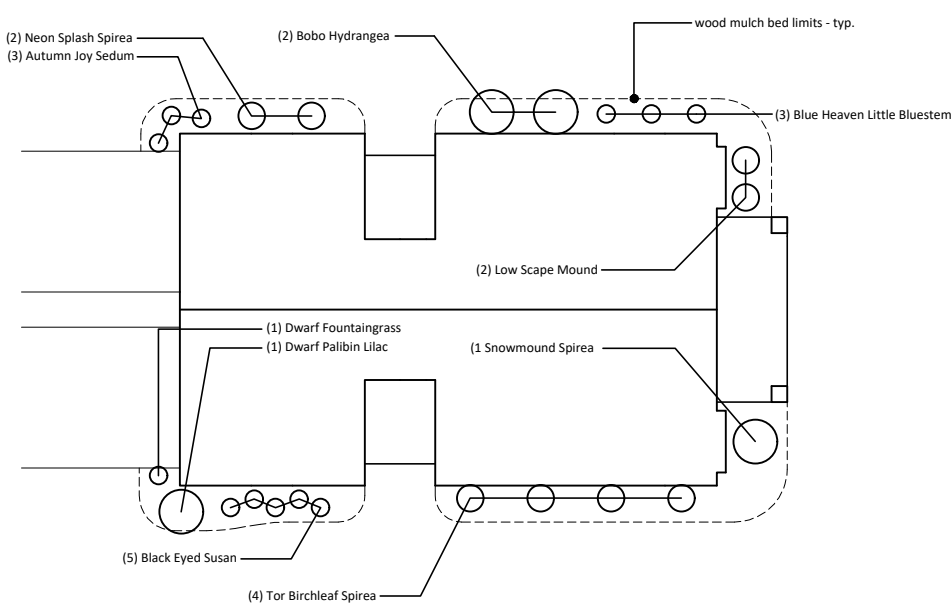 wood mulch bed limits - typ.
(2) Neon Splash Spirea
(2) Bobo Hydrangea
(3) Autumn Joy Sedum
(3) Blue Heaven Little Bluestem
(2) Low Scape Mound
(1) Dwarf Fountaingrass
(1) Dwarf Palibin Lilac
(1 Snowmound Spirea
(5) Black Eyed Susan
(4) Tor Birchleaf Spirea